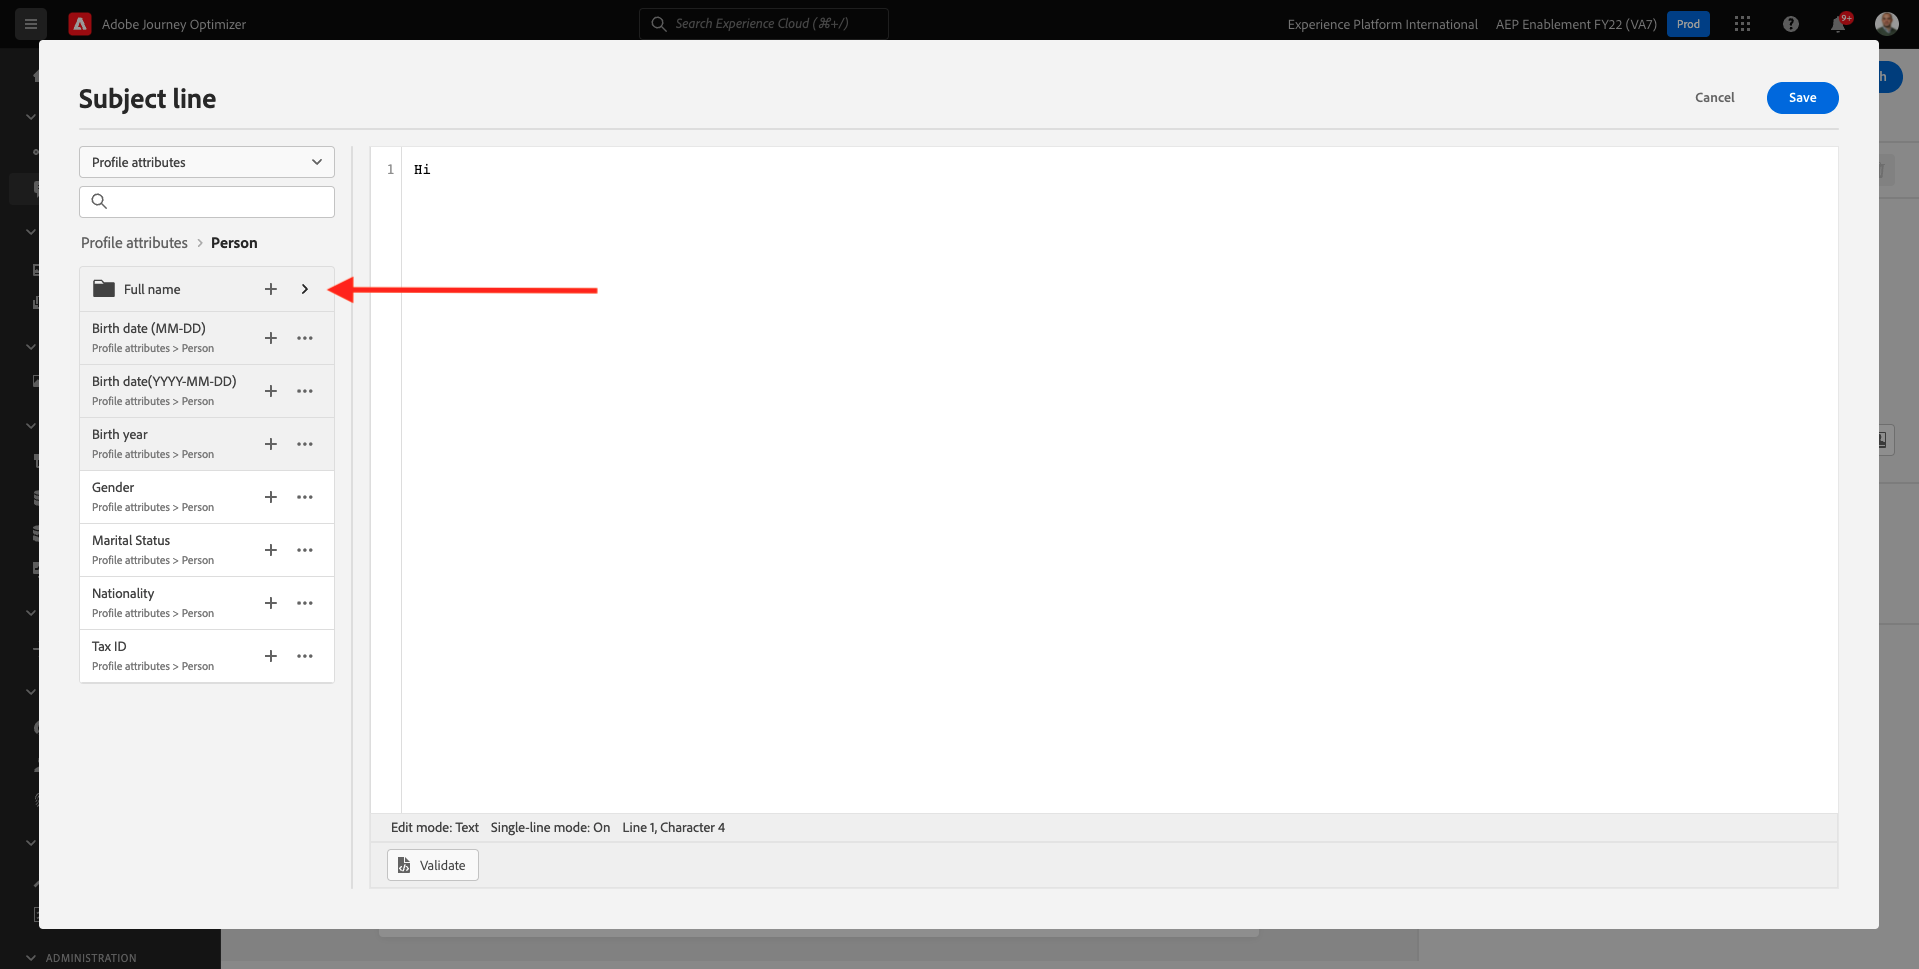 Adobe Journey Optimizer
Search Experience Cloud (⌘+/)
Experience Platform International
AEP Enablement FY22 (VA7)
Prod
9+
h
Subject line
Cancel
Save
Profile attributes
Profile attributes > Person
Full name
Birth date (MM-DD)
Profile attributes > Person
Birth date(YYYY-MM-DD)
Profile attributes > Person
Birth year
Profile attributes > Person
Gender
Profile attributes > Person
Marital Status
Profile attributes > Person
Nationality
Profile attributes > Person
Tax ID
Profile attributes > Person
1 Hi
Edit mode: Text Single-line mode: On Line 1, Character 4
Validate
ADMINISTRATION